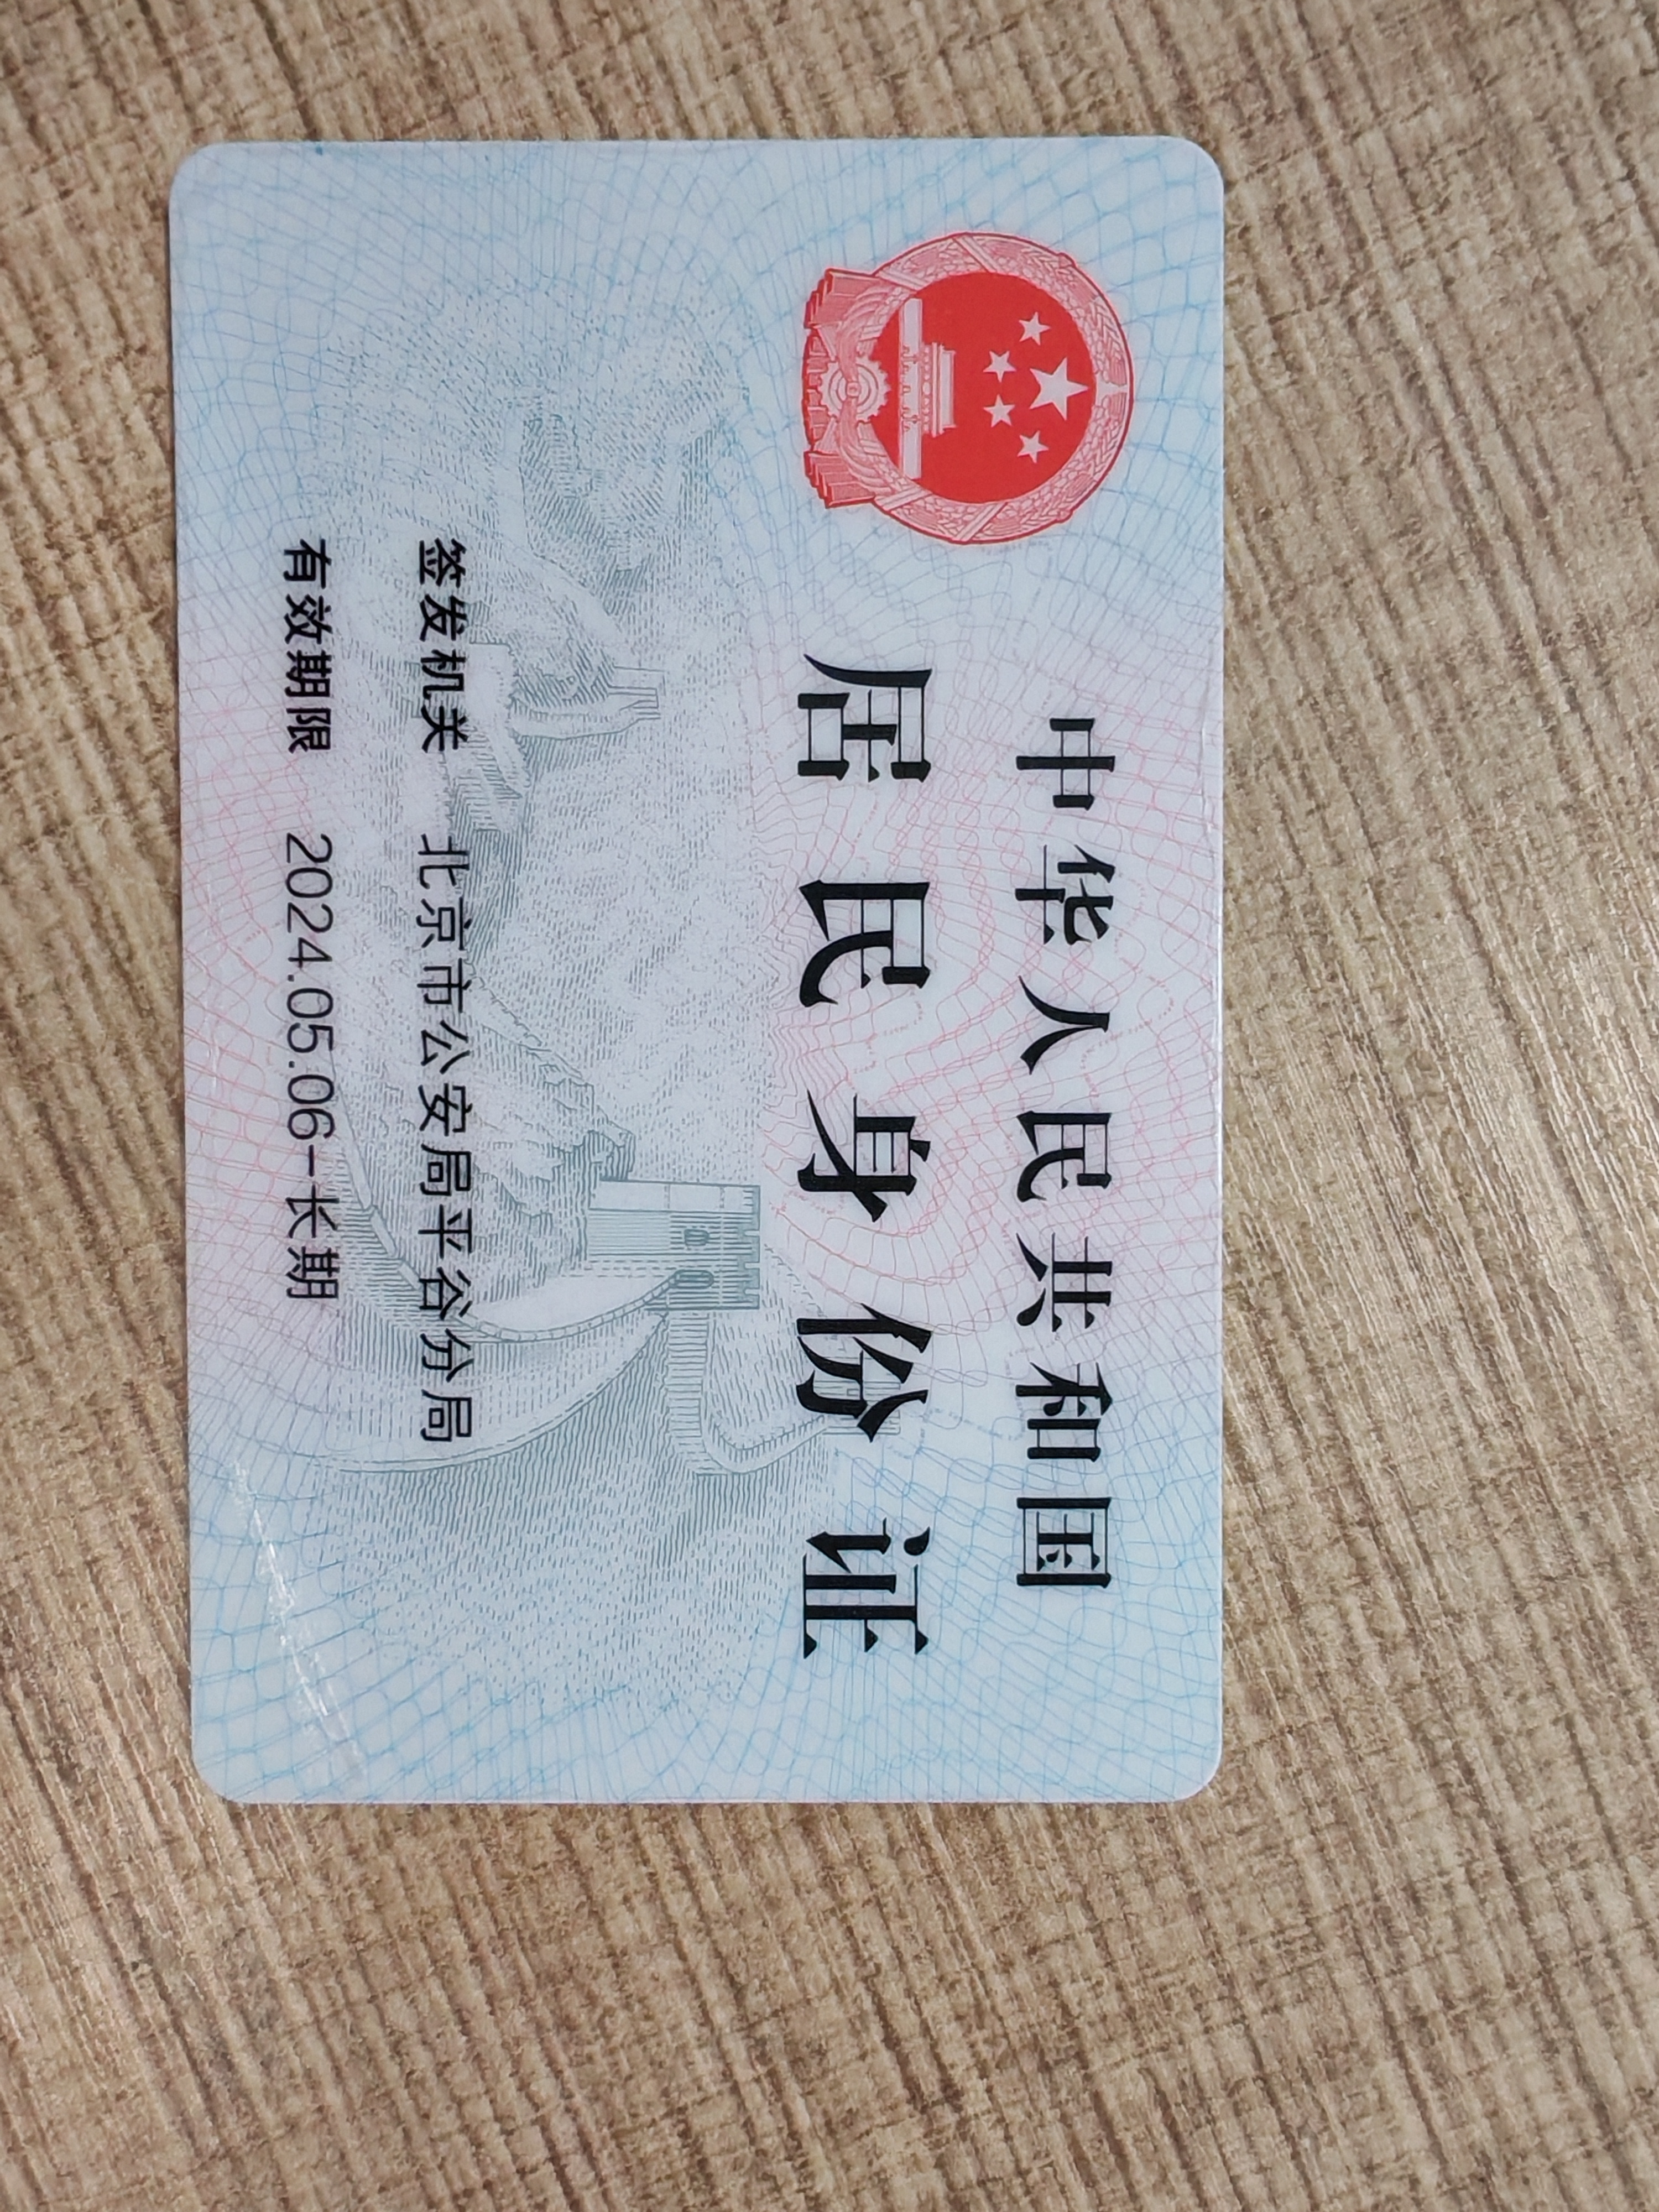 中华人民共和国
居民身份证
签发机关 北京市公安局平谷分局
有效期限 2024.05.06-长期